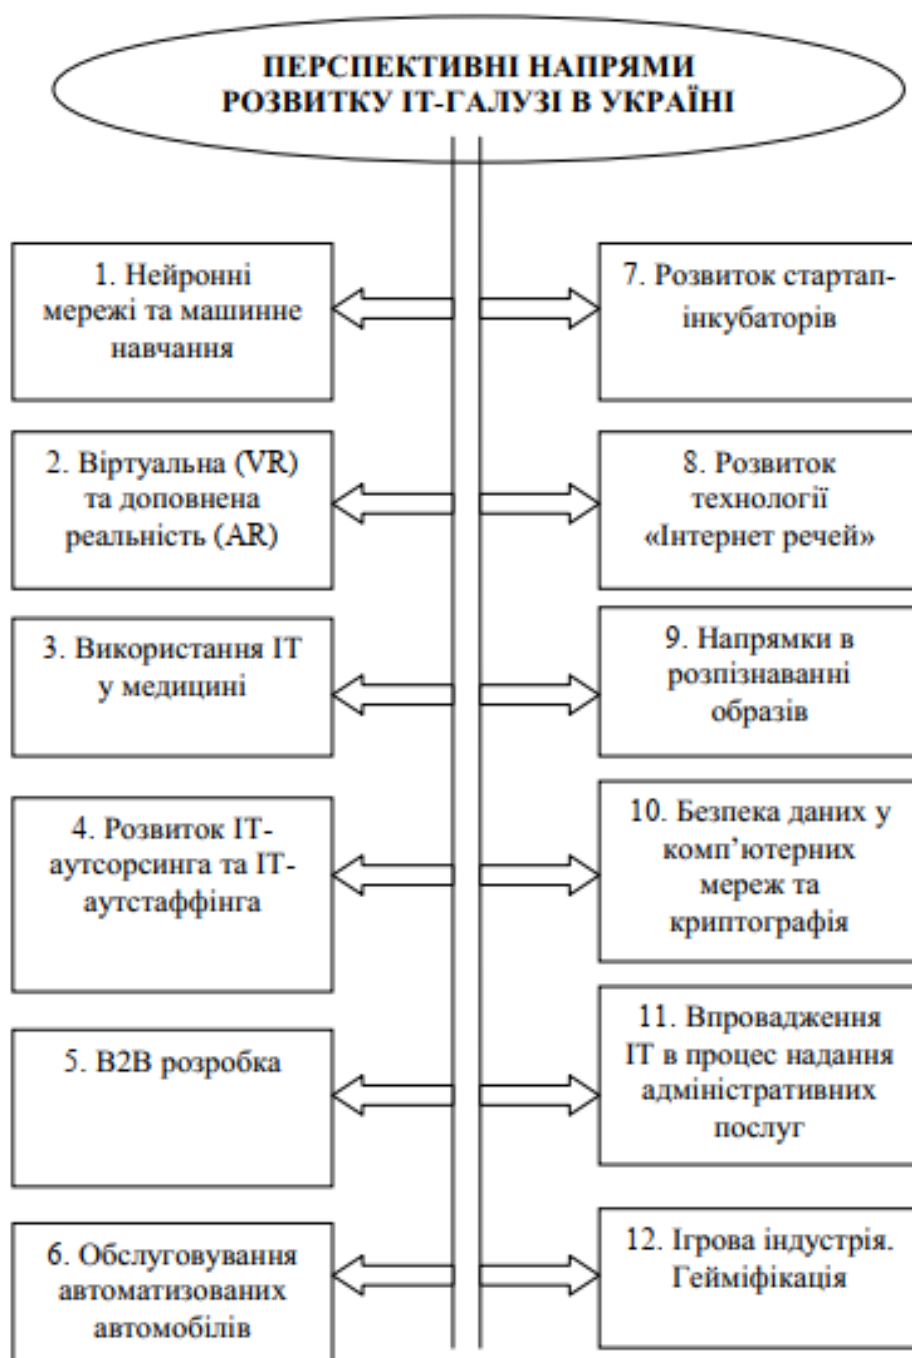 ПЕРСПЕКТИВНІ НАПРЯМИ
РОЗВИТКУ ІТ-ГАЛУЗІ В УКРАЇНІ
1. Нейронні
мережі та машинне
навчання
2. Віртуальна (VR)
та доповнена
реальність (AR)
3. Використання ІТ
у медицині
4. Розвиток ІТ-
аутсорсинга та ІТ-
аутстаффінга
5. B2B розробка
6. Обслуговування
автоматизованих
автомобілів
7. Розвиток стартап-
інкубаторів
8. Розвиток
технології
«Інтернет речей»
9. Напрямки в
розпізнаванні
образів
10. Безпека даних у
комп’ютерних
мереж та
криптографія
11. Впровадження
ІТ в процес надання
адміністративних
послуг
12. Ігрова індустрія.
Гейміфікація